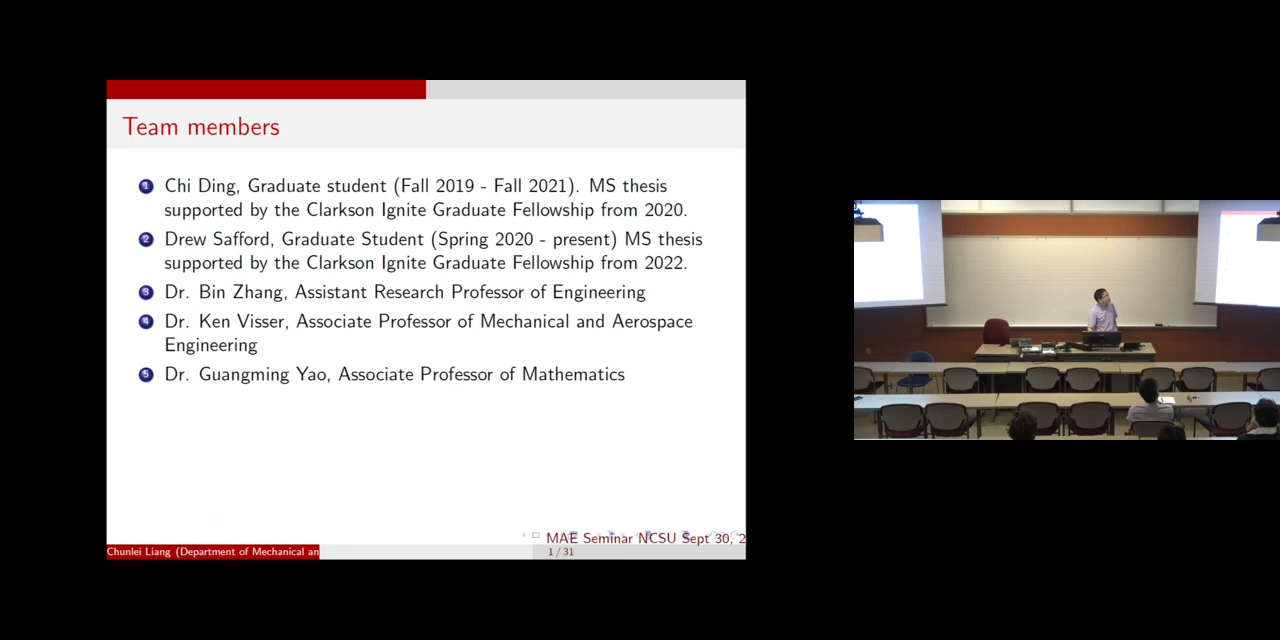 Team members
1 Chi Ding, Graduate student (Fall 2019 - Fall 2021). MS thesis
supported by the Clarkson Ignite Graduate Fellowship from 2020.
2 Drew Safford, Graduate Student (Spring 2020 - present) MS thesis
supported by the Clarkson Ignite Graduate Fellowship from 2022.
3 Dr. Bin Zhang, Assistant Research Professor of Engineering
4 Dr. Ken Visser, Associate Professor of Mechanical and Aerospace
Engineering
5 Dr. Guangming Yao, Associate Professor of Mathematics
MAE Seminar NCSU Sept 30, 2
Chunlei Liang (Department of Mechanical an
1 / 31